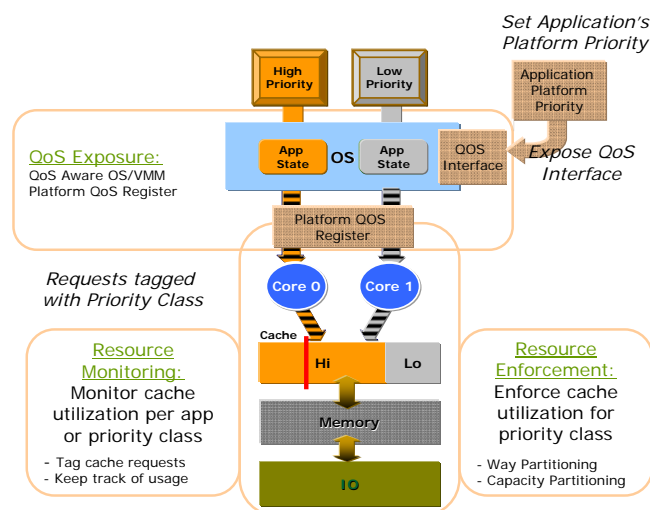 Set Application's
Platform Priority
High
Priority
Low
Priority
Application
Platform
Priority
QoS Exposure:
QoS Aware OS/VMM
Platform QoS Register
App
State
OS
App
State
QOS
Interface
Expose QoS
Interface
Platform QOS
Register
Requests tagged
with Priority Class
Core 0
Core 1
Cache
Hi
Lo
Resource
Monitoring:
Monitor cache
utilization per app
or priority class
- Tag cache requests
- Keep track of usage
Memory
IO
Resource
Enforcement:
Enforce cache
utilization for
priority class
- Way Partitioning
- Capacity Partitioning